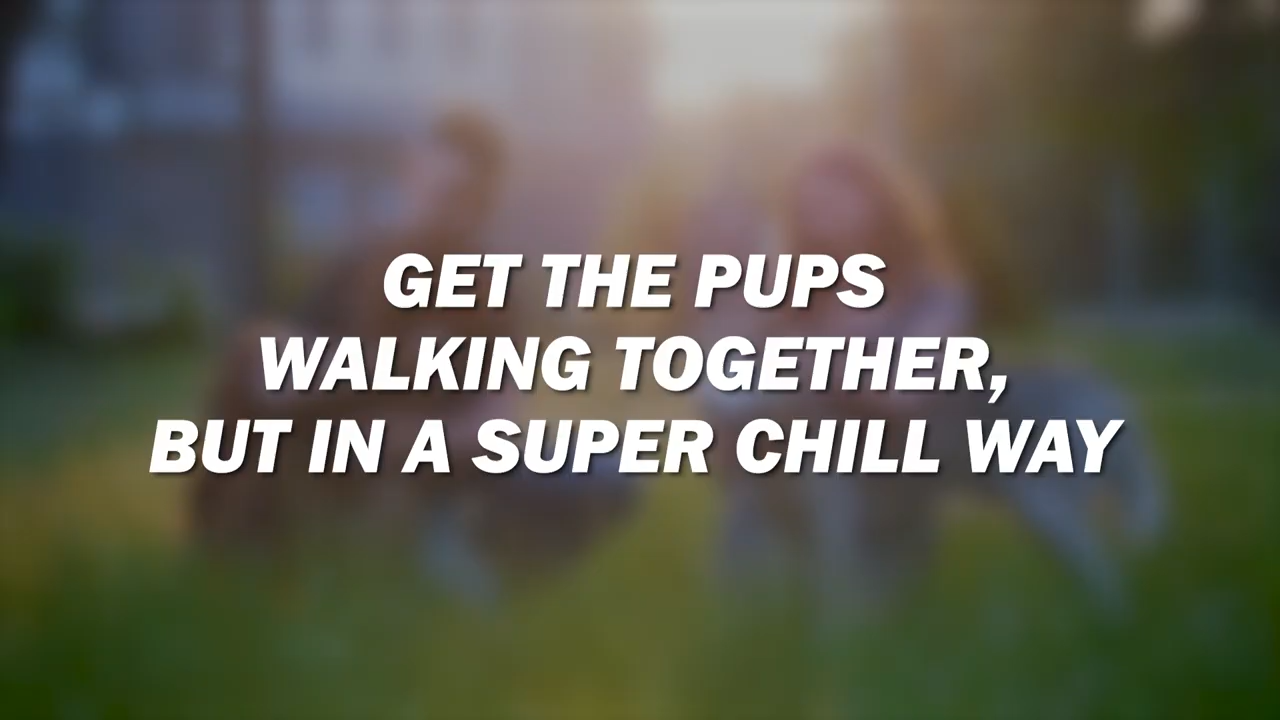 GET THE PUPS
WALKING TOGETHER,
BUT IN A SUPER CHILL WAY